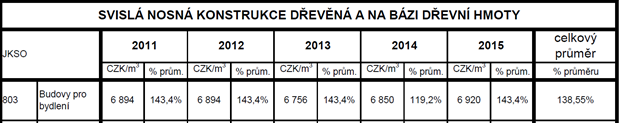 SVISLÁ NOSNÁ KONSTRUKCE DŘEVĚNÁ A NA BÁZI DŘEVNÍ HMOTY
JKSO 2011 2012 2013 2014 2015 celkový průměr
CZK/m³ % prům. CZK/m³ % prům. CZK/m³ % prům. CZK/m³ % prům. CZK/m³ % prům. % průměru
803 Budovy pro bydlení 6 894 143,4% 6 894 143,4% 6 756 143,4% 6 850 119,2% 6 920 143,4% 138,55%